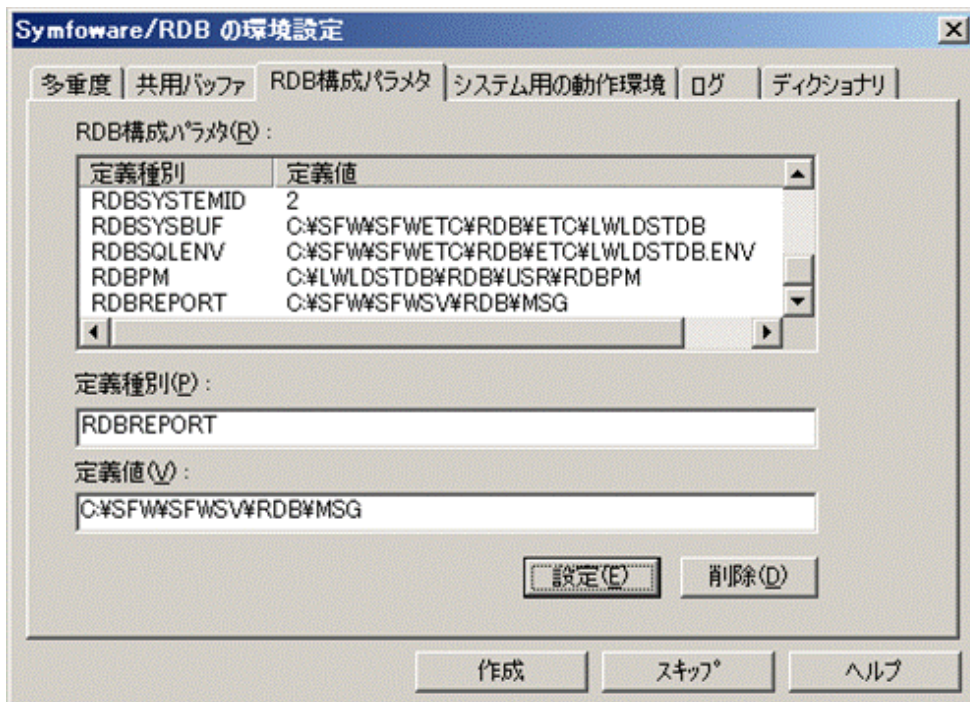 Symfoware/RDB の環境設定
多重度 共用バッファ RDB構成パラメタ システム用の動作環境 ログ ディクショナリ
RDB構成パラメタ(R):
定義種別 定義値
RDBSYSTEMID 2
RDBSYSBUF C:¥SFW¥SFWETC¥RDB¥ETC¥LWLDSTDB
RDBSQLENV C:¥SFW¥SFWETC¥RDB¥ETC¥LWLDSTDB.ENV
RDBPM C:¥LWLDSTDB¥RDB¥USR¥RDBPM
RDBREPORT C:¥SFW¥SFWSV¥RDB¥MSG
定義種別(P):
RDBREPORT
定義値(V):
C:¥SFW¥SFWSV¥RDB¥MSG
設定(E) 削除(D)
作成 スキップ ヘルプ